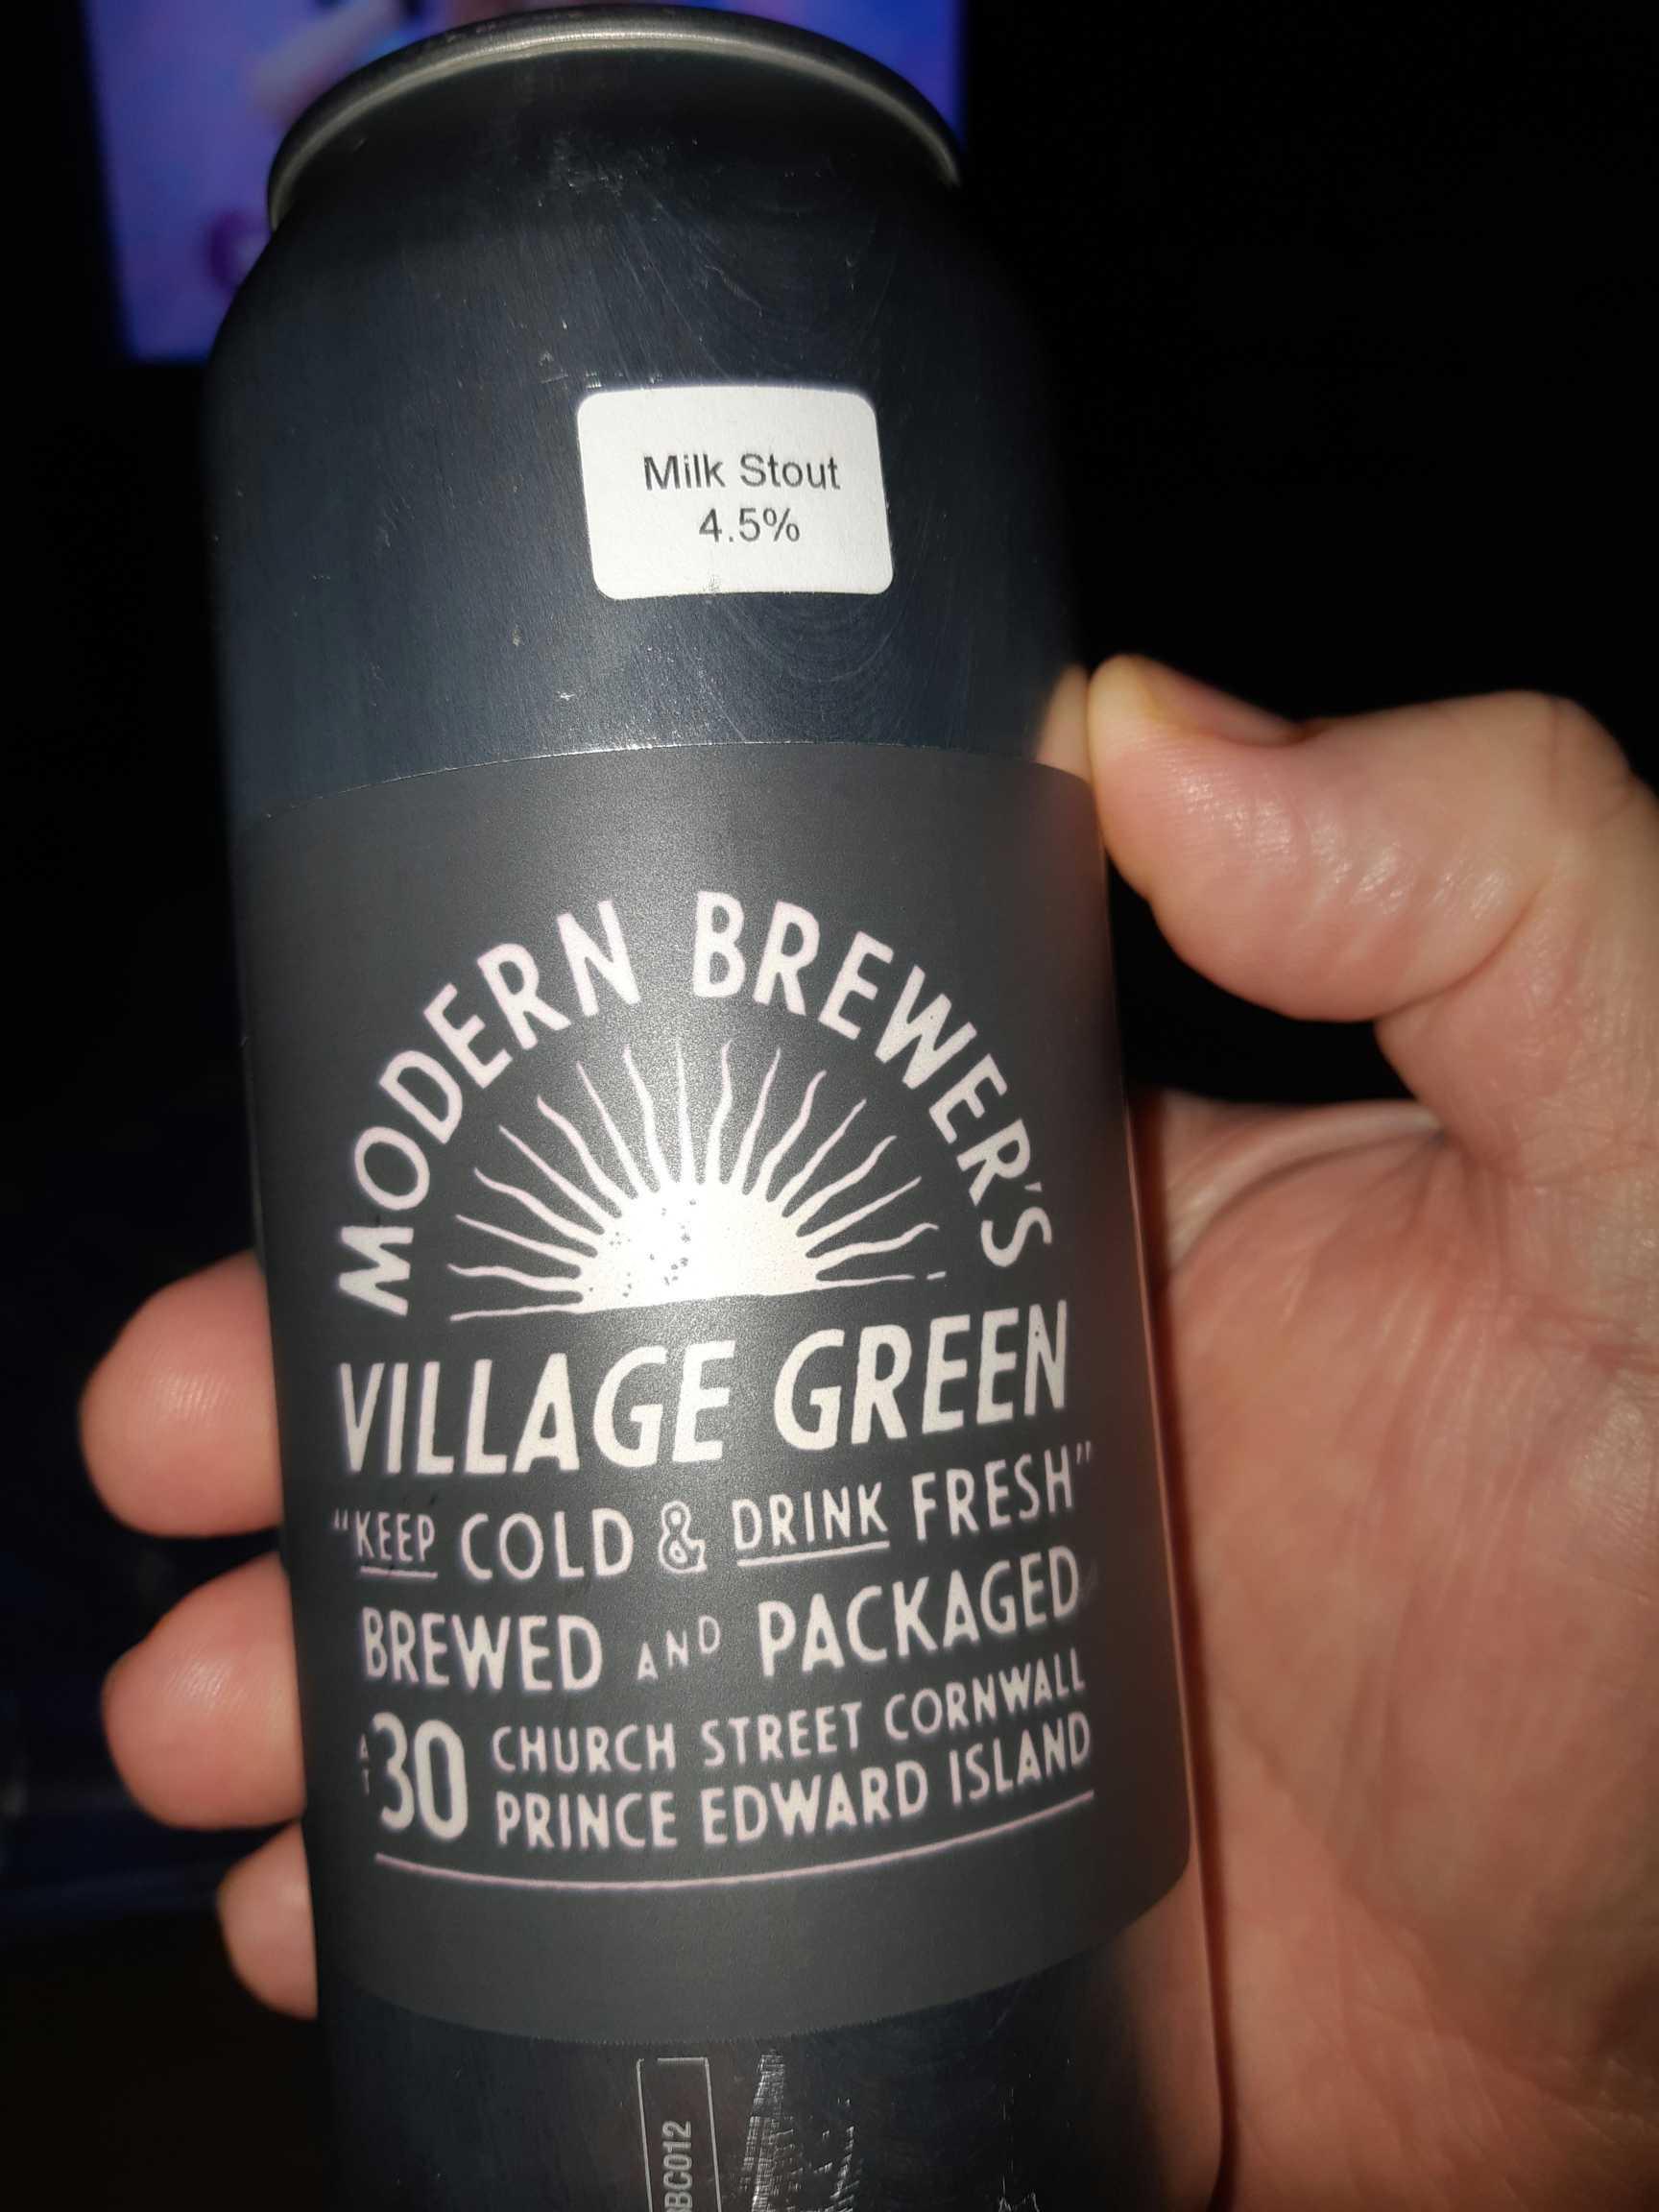 Milk Stout
4.5%
MODERN BREWER'S
VILLAGE GREEN
"KEEP COLD & DRINK FRESH"
BREWED AND PACKAGED
AT 30 CHURCH STREET CORNWALL
PRINCE EDWARD ISLAND